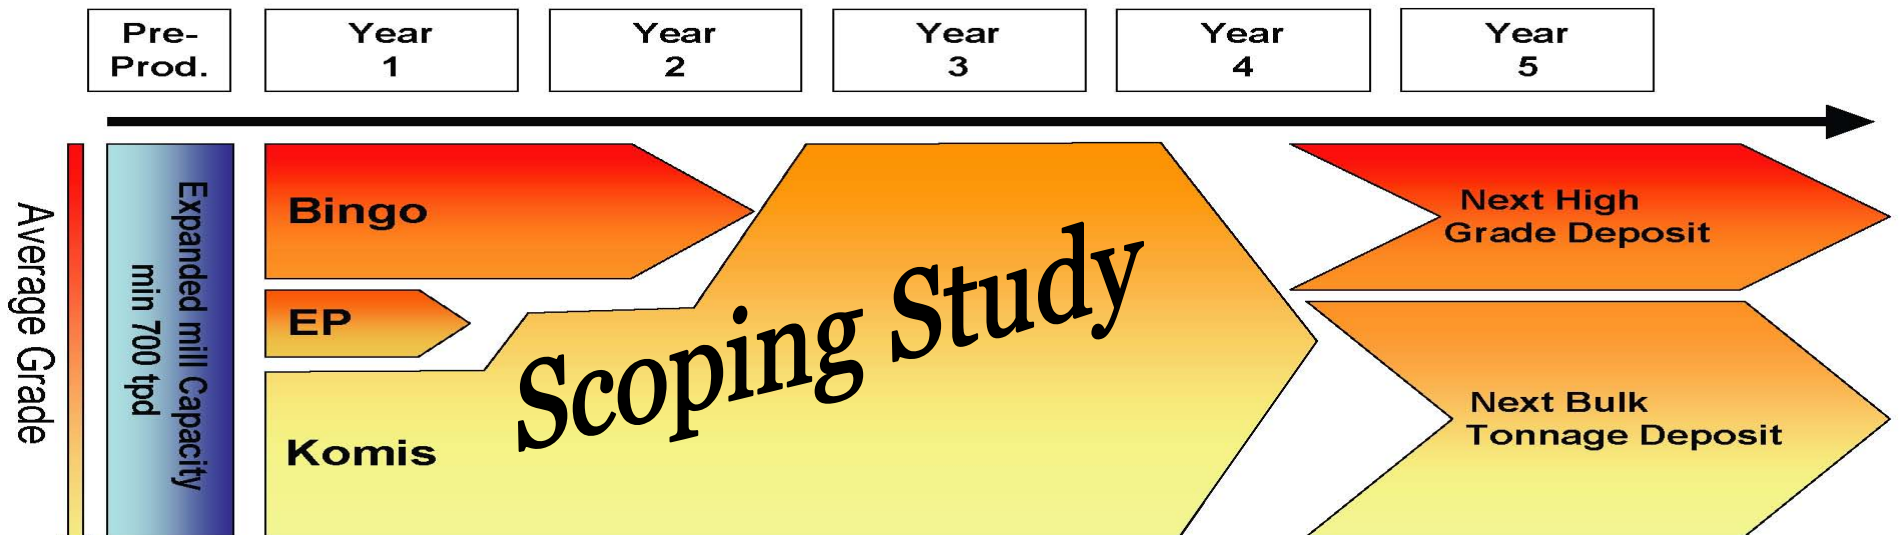 Pre-
Prod.
Year
1
Year
2
Year
3
Year
4
Year
5
Average Grade
Expanded mill Capacity
min 700 tpd
Bingo
EP
Komis
Scoping Study
Next High
Grade Deposit
Next Bulk
Tonnage Deposit